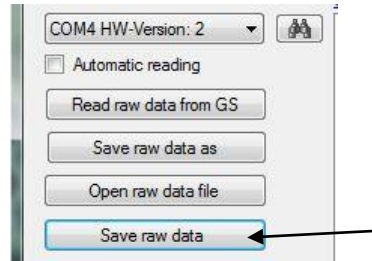 COM4 HW-Version: 2
Automatic reading
Read raw data from GS
Save raw data as
Open raw data file
Save raw data